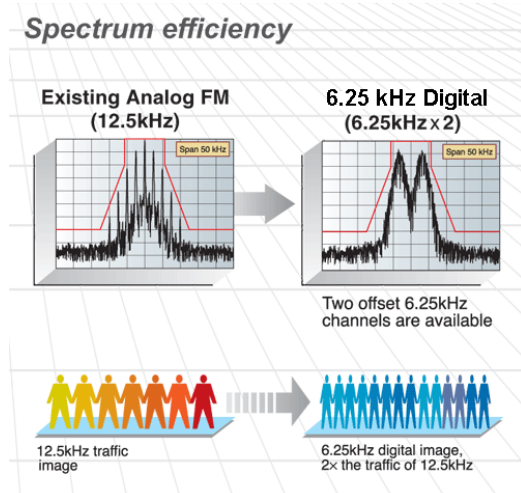 Spectrum efficiency
Existing Analog FM
(12.5kHz)
Span 50 kHz
6.25 kHz Digital
(6.25kHz x 2)
Span 50 kHz
Two offset 6.25kHz
channels are available
12.5kHz traffic
image
6.25kHz digital image,
2x the traffic of 12.5kHz